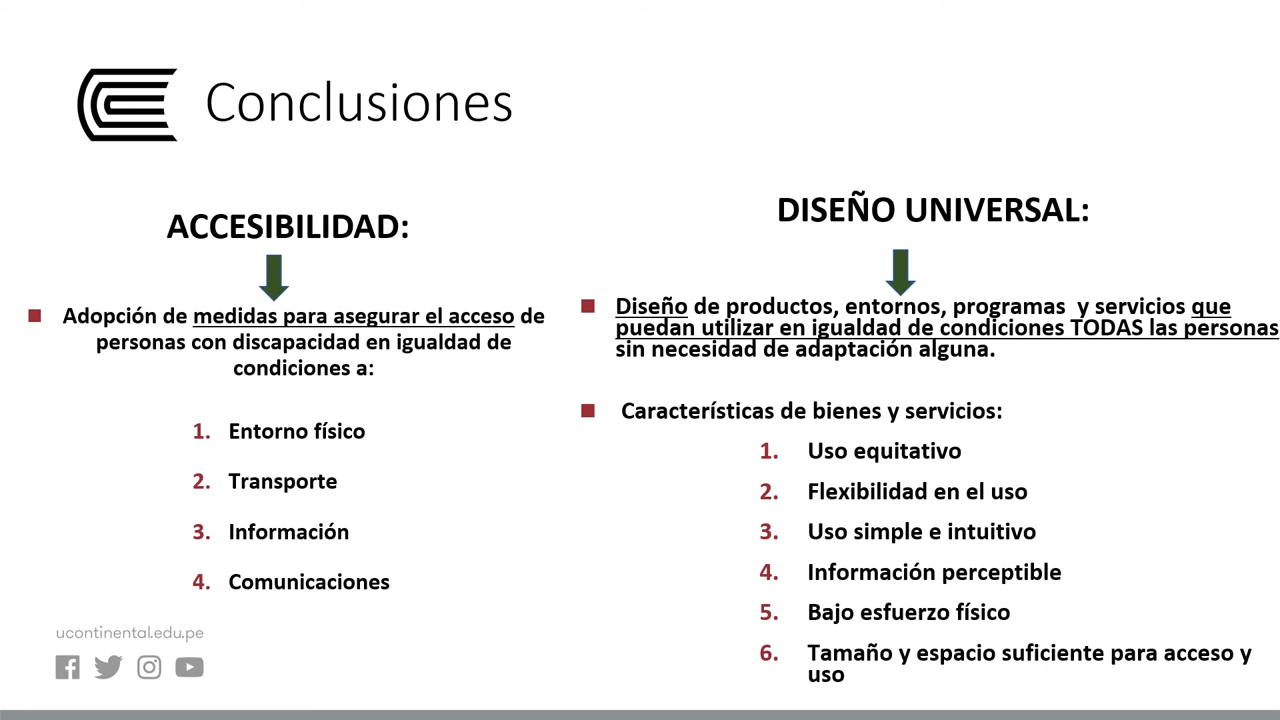 Conclusiones
ACCESIBILIDAD:
Adopción de medidas para asegurar el acceso de
personas con discapacidad en igualdad de
condiciones a:
1. Entorno físico
2. Transporte
3. Información
4. Comunicaciones
ucontinental.edu.pe
DISEÑO UNIVERSAL:
Diseño de productos, entornos, programas y servicios que
puedan utilizar en igualdad de condiciones TODAS las personas
sin necesidad de adaptación alguna.
Características de bienes y servicios:
1. Uso equitativo
2. Flexibilidad en el uso
3. Uso simple e intuitivo
4. Información perceptible
5. Bajo esfuerzo físico
6. Tamaño y espacio suficiente para acceso y
uso